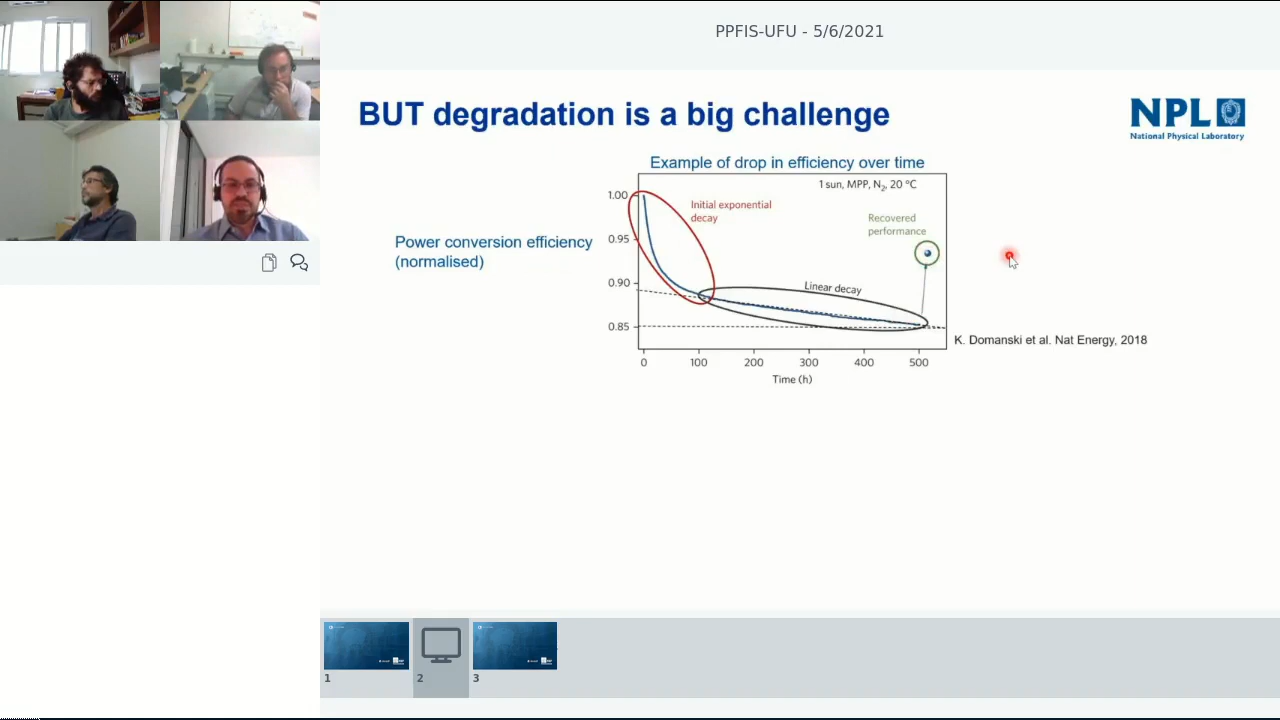 PPFIS-UFU - 5/6/2021
BUT degradation is a big challenge
NPL
National Physical Laboratory
Example of drop in efficiency over time
1 sun, MPP, N2, 20 °C
1.00
Initial exponential
decay
Recovered
performance
Power conversion efficiency
(normalised)
0.95
0.90
Linear decay
0.85
K. Domanski et al. Nat Energy, 2018
0
100
200
300
400
500
Time (h)
1
2
3